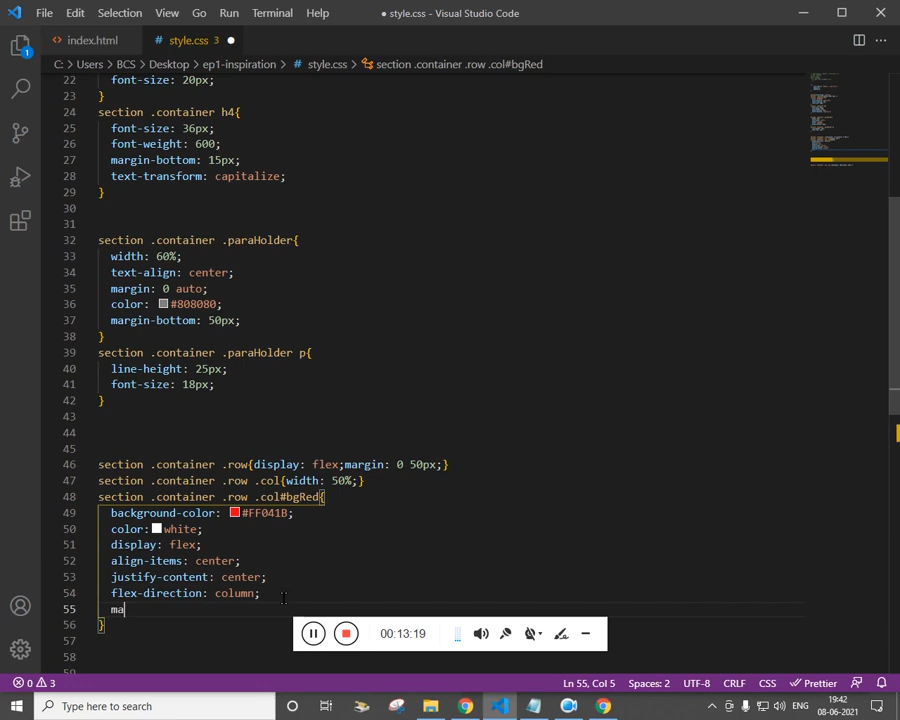 File Edit Selection View Go Run Terminal Help ● style.css - Visual Studio Code
<> index.html # style.css 3 ●
C: > Users > BCS > Desktop > ep1-inspiration > # style.css > section .container .row .col#bgRed
1
22 font-size: 20px;
23 }
24 section .container h4{
25 font-size: 36px;
26 font-weight: 600;
27 margin-bottom: 15px;
28 text-transform: capitalize;
29 }
30
31
32 section .container .paraHolder{
33 width: 60%;
34 text-align: center;
35 margin: 0 auto;
36 color: #808080;
37 margin-bottom: 50px;
38 }
39 section .container .paraHolder p{
40 line-height: 25px;
41 font-size: 18px;
42 }
43
44
45
46 section .container .row{display: flex;margin: 0 50px;}
47 section .container .row .col{width: 50%;}
48 section .container .row .col#bgRed{
49 background-color: #FF041B;
50 color: white;
51 display: flex;
52 align-items: center;
53 justify-content: center;
54 flex-direction: column;
55 ma
56 }
57
58
00:13:19
0 3 Ln 55, Col 5 Spaces: 2 UTF-8 CRLF CSS Prettier
Type here to search
19:42
08-06-2021